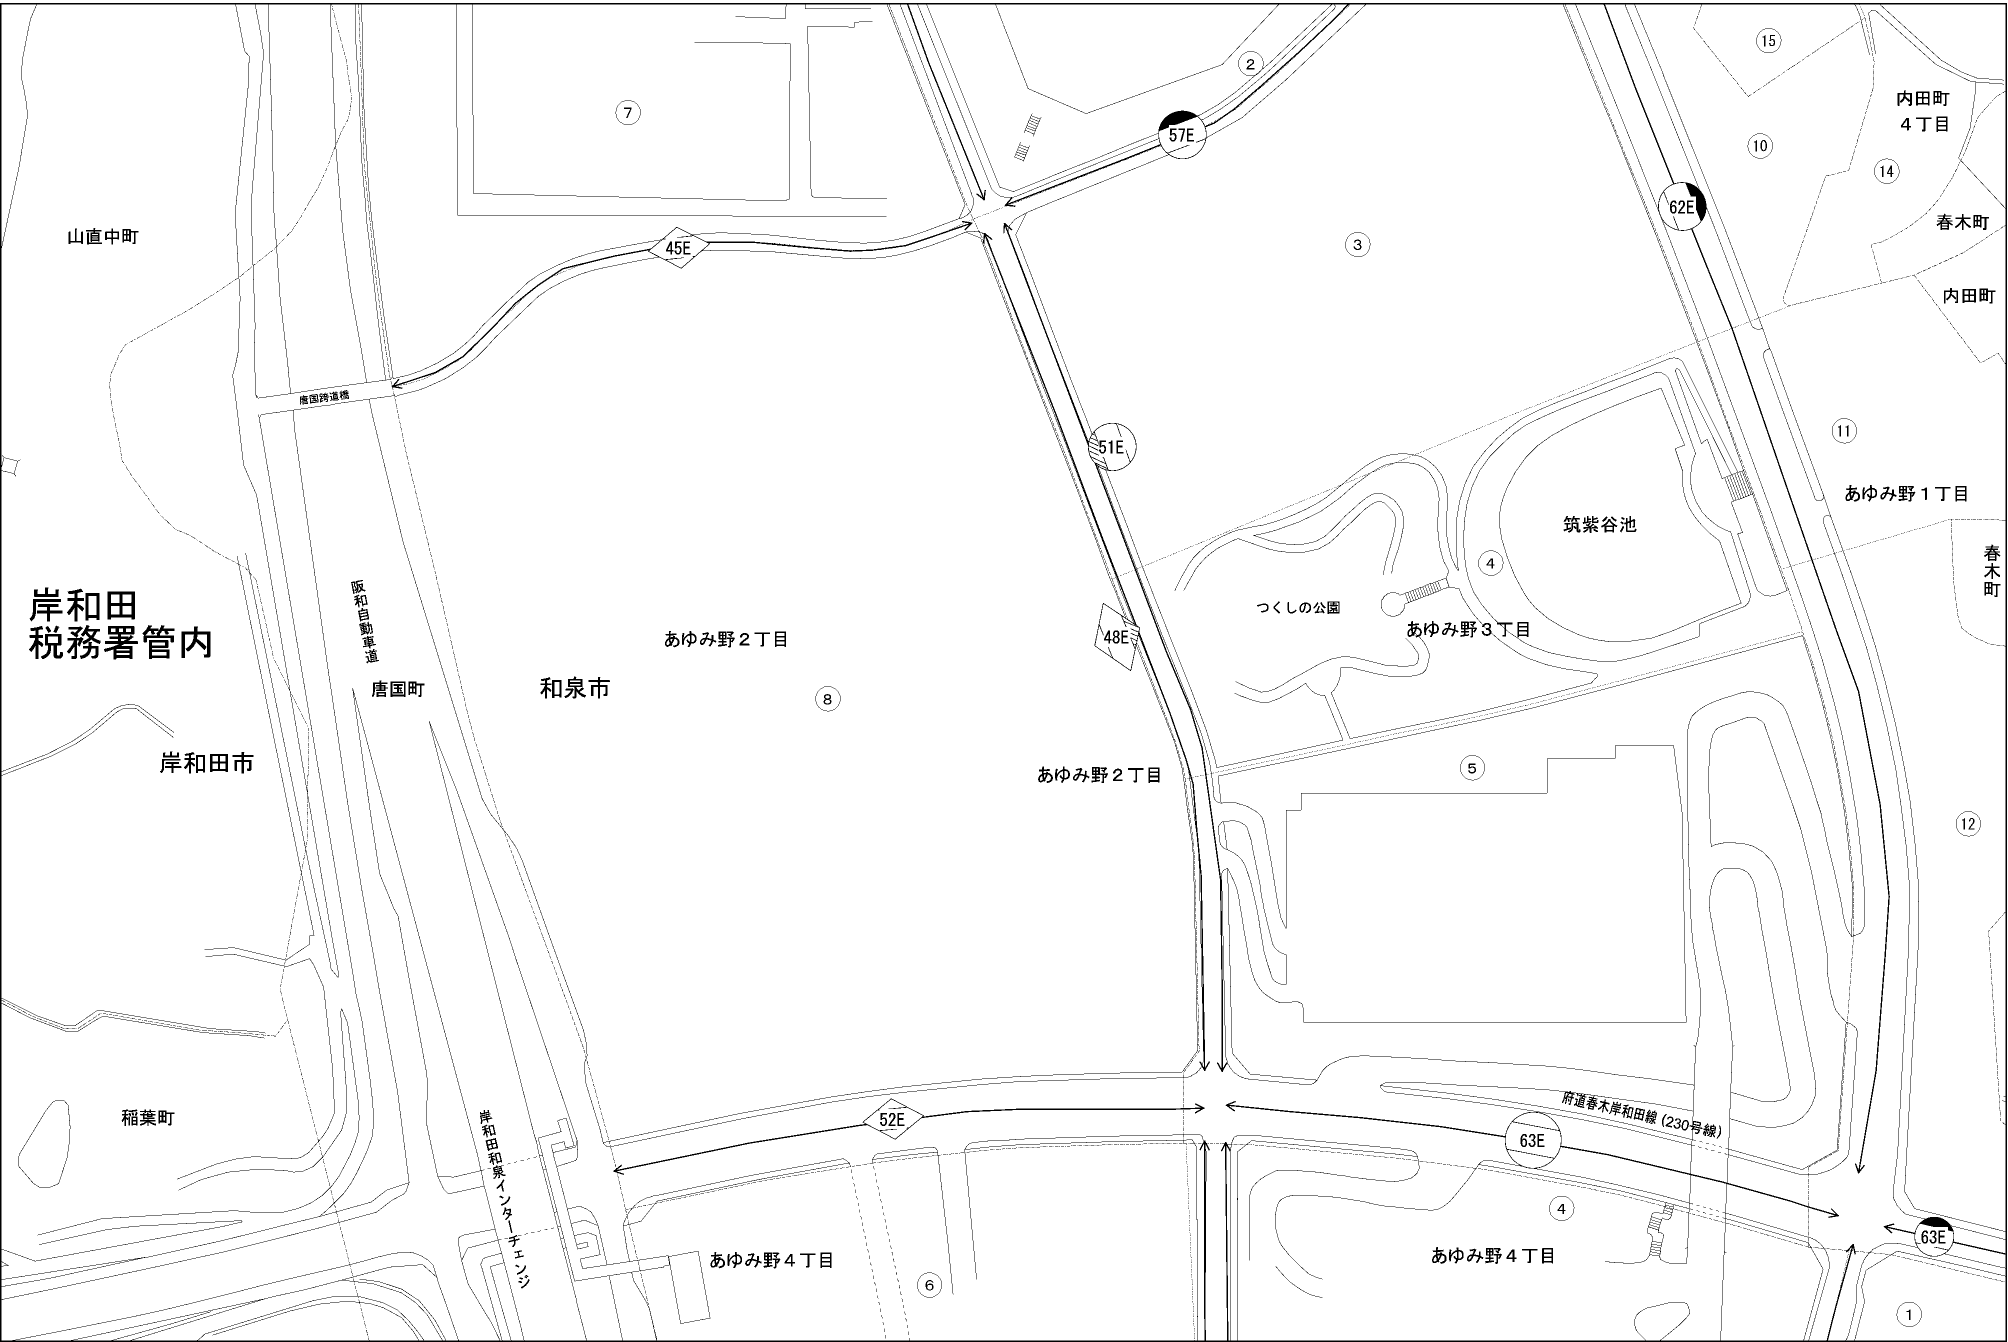 15
2
7
内田町
４丁目
57E
10
14
62E
春木町
山直中町
45E
3
内田町
唐国跨道橋
11
51E
あゆみ野１丁目
筑紫谷池
春木町
4
岸和田
税務署管内
阪和自動車道
つくしの公園
あゆみ野３丁目
48E
あゆみ野２丁目
唐国町
和泉市
8
岸和田市
あゆみ野２丁目
5
12
府道春木岸和田線（230号線）
稲葉町
52E
63E
岸和田和泉インターチェンジ
4
63E
あゆみ野４丁目
あゆみ野４丁目
6
1